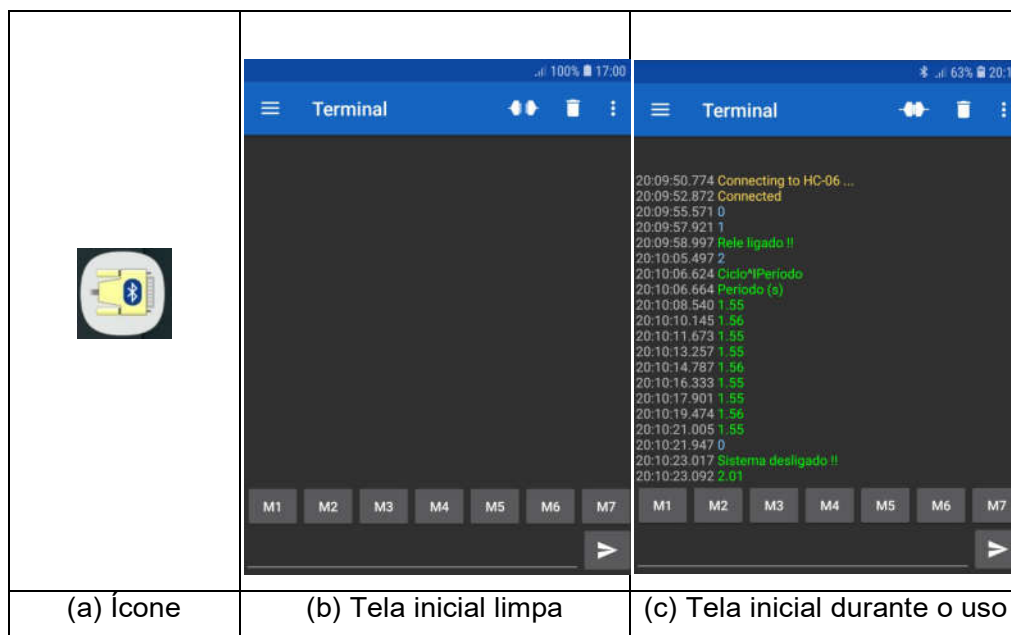 100% 17:00
Terminal
M1 M2 M3 M4 M5 M6 M7
63% 20:1
Terminal
20:09:50.774 Connecting to HC-06 ...
20:09:52.872 Connected
20:09:55.571 0
20:09:57.921 1
20:09:58.997 Rele ligado !!
20:10:05.497 2
20:10:06.624 Ciclo^IPeríodo
20:10:06.664 Período (s)
20:10:08.540 1.55
20:10:10.145 1.56
20:10:11.673 1.55
20:10:13.257 1.55
20:10:14.787 1.56
20:10:16.333 1.55
20:10:17.901 1.55
20:10:19.474 1.56
20:10:21.005 1.55
20:10:21.947 0
20:10:23.017 Sistema desligado !!
20:10:23.092 2.01
M1 M2 M3 M4 M5 M6 M7
(a) Ícone
(b) Tela inicial limpa
(c) Tela inicial durante o uso